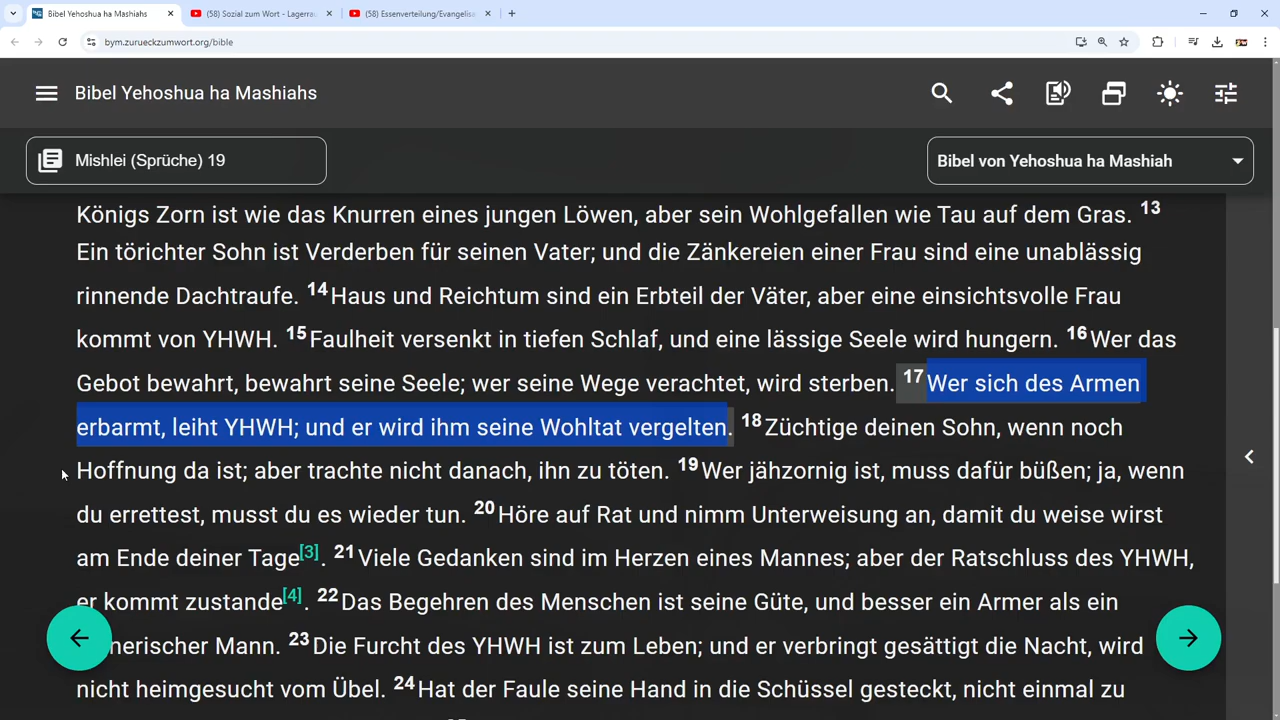 Bibel Yehoshua ha Mashiahs
(58) Sozial zum Wort - Lagerrau
(58) Essenverteilung/Evangelisa
bym.zurueckzumwort.org/bible
Bibel Yehoshua ha Mashiahs
Mishlei (Sprüche) 19
Bibel von Yehoshua ha Mashiah
Königs Zorn ist wie das Knurren eines jungen Löwen, aber sein Wohlgefallen wie Tau auf dem Gras. 13
Ein törichter Sohn ist Verderben für seinen Vater; und die Zänkereien einer Frau sind eine unablässig
rinnende Dachtraufe. 14 Haus und Reichtum sind ein Erbteil der Väter, aber eine einsichtsvolle Frau
kommt von YHWH. 15 Faulheit versenkt in tiefen Schlaf, und eine lässige Seele wird hungern. 16 Wer das
Gebot bewahrt, bewahrt seine Seele; wer seine Wege verachtet, wird sterben. 17 Wer sich des Armen
erbarmt, leiht YHWH; und er wird ihm seine Wohltat vergelten. 18 Züchtige deinen Sohn, wenn noch
Hoffnung da ist; aber trachte nicht danach, ihn zu töten. 19 Wer jähzornig ist, muss dafür büßen; ja, wenn
du errettest, musst du es wieder tun. 20 Höre auf Rat und nimm Unterweisung an, damit du weise wirst
am Ende deiner Tage[3]. 21 Viele Gedanken sind im Herzen eines Mannes; aber der Ratschluss des YHWH,
er kommt zustande[4]. 22 Das Begehren des Menschen ist seine Güte, und besser ein Armer als ein
nerischer Mann. 23 Die Furcht des YHWH ist zum Leben; und er verbringt gesättigt die Nacht, wird
nicht heimgesucht vom Übel. 24 Hat der Faule seine Hand in die Schüssel gesteckt, nicht einmal zu